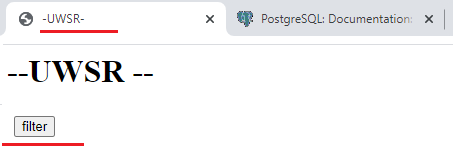 -UWSR-
PostgreSQL: Documentation:
--UWSR --
filter